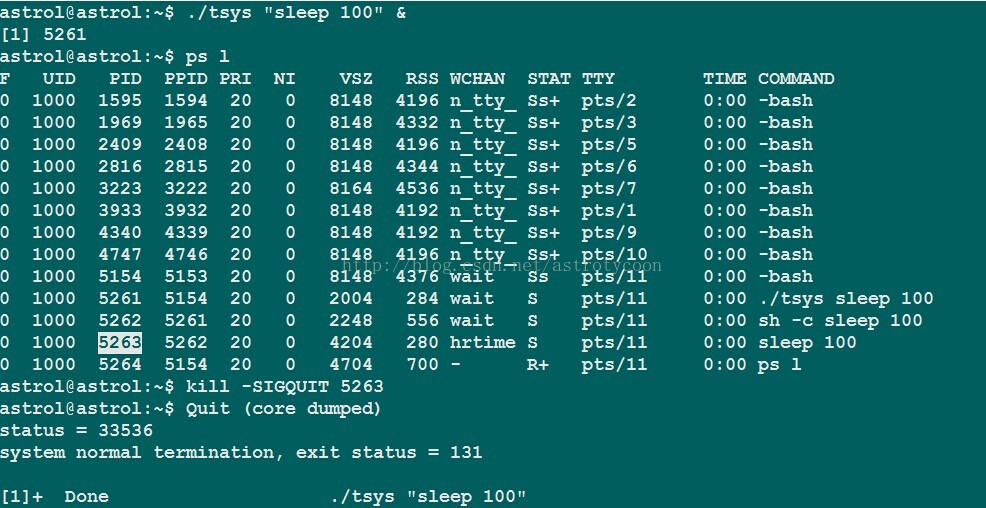 astrol@astrol:~$ ./tsys "sleep 100" &
[1] 5261
astrol@astrol:~$ ps l
F   UID   PID  PPID PRI  NI    VSZ   RSS WCHAN  STAT TTY        TIME COMMAND
0  1000  1595  1594  20   0   8148  4196 n_tty_ Ss+  pts/2      0:00 -bash
0  1000  1969  1965  20   0   8148  4332 n_tty_ Ss+  pts/3      0:00 -bash
0  1000  2409  2408  20   0   8148  4196 n_tty_ Ss+  pts/5      0:00 -bash
0  1000  2816  2815  20   0   8148  4344 n_tty_ Ss+  pts/6      0:00 -bash
0  1000  3223  3222  20   0   8164  4536 n_tty_ Ss+  pts/7      0:00 -bash
0  1000  3933  3932  20   0   8148  4192 n_tty_ Ss+  pts/1      0:00 -bash
0  1000  4340  4339  20   0   8148  4192 n_tty_ Ss+  pts/9      0:00 -bash
0  1000  4747  4746  20   0   8148  4196 n_tty_ Ss+  pts/10     0:00 -bash
http://blog.csdn.net/astrotycoon
0  1000  5154  5153  20   0   8148  4376 wait   Ss   pts/11     0:00 -bash
0  1000  5261  5154  20   0   2004   284 wait   S    pts/11     0:00 ./tsys sleep 100
0  1000  5262  5261  20   0   2248   556 wait   S    pts/11     0:00 sh -c sleep 100
0  1000  5263  5262  20   0   4204   280 hrtime S    pts/11     0:00 sleep 100
0  1000  5264  5154  20   0   4704   700 -      R+   pts/11     0:00 ps l
astrol@astrol:~$ kill -SIGQUIT 5263
astrol@astrol:~$ Quit (core dumped)
status = 33536
system normal termination, exit status = 131
[1]+  Done                    ./tsys "sleep 100"